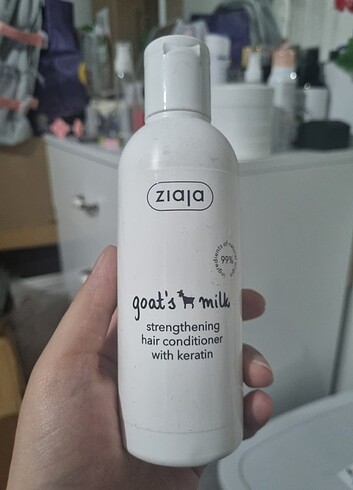 ziaja
99%
goat's milk
strengthening
hair conditioner
with keratin